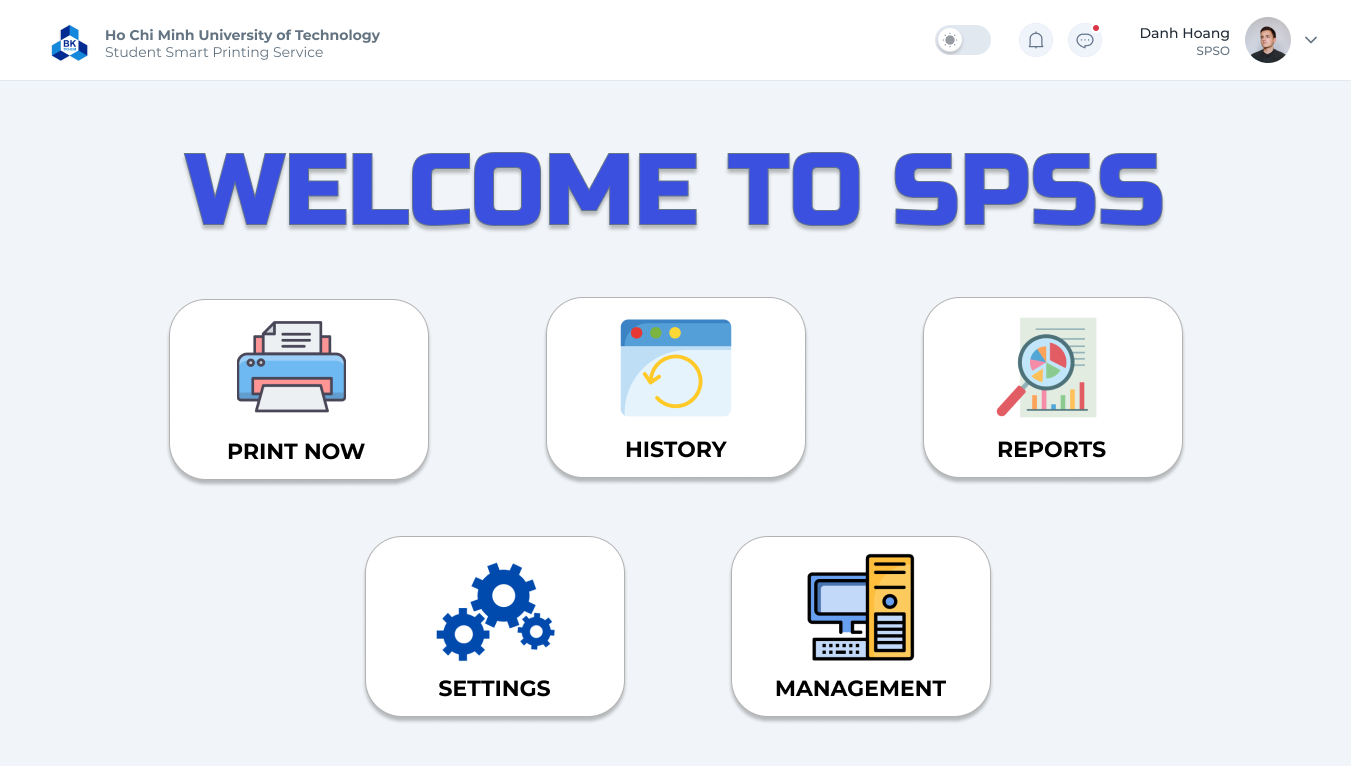 BK
Ho Chi Minh University of Technology
Student Smart Printing Service
Danh Hoang
SPSO
WELCOME TO SPSS
PRINT NOW
HISTORY
REPORTS
SETTINGS
MANAGEMENT